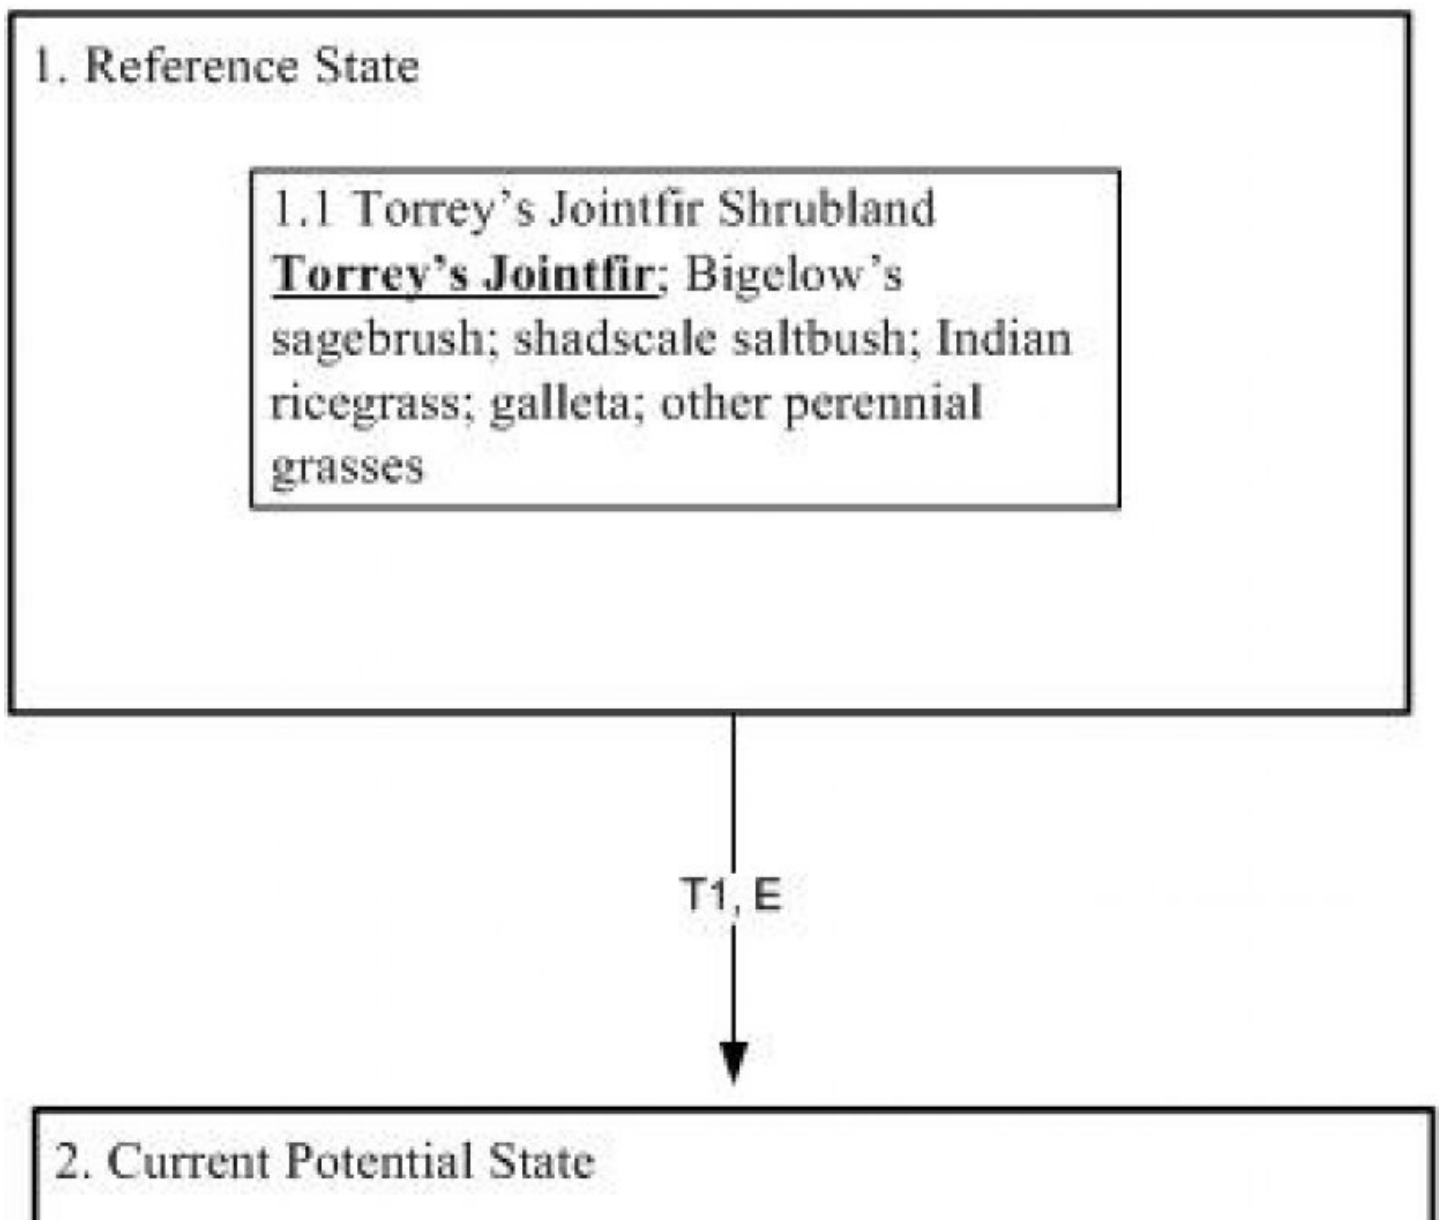 1. Reference State
1.1 Torrey’s Jointfir Shrubland
Torrey’s Jointfir; Bigelow’s
sagebrush; shadscale saltbush; Indian
ricegrass; galleta; other perennial
grasses
T1, E
2. Current Potential State